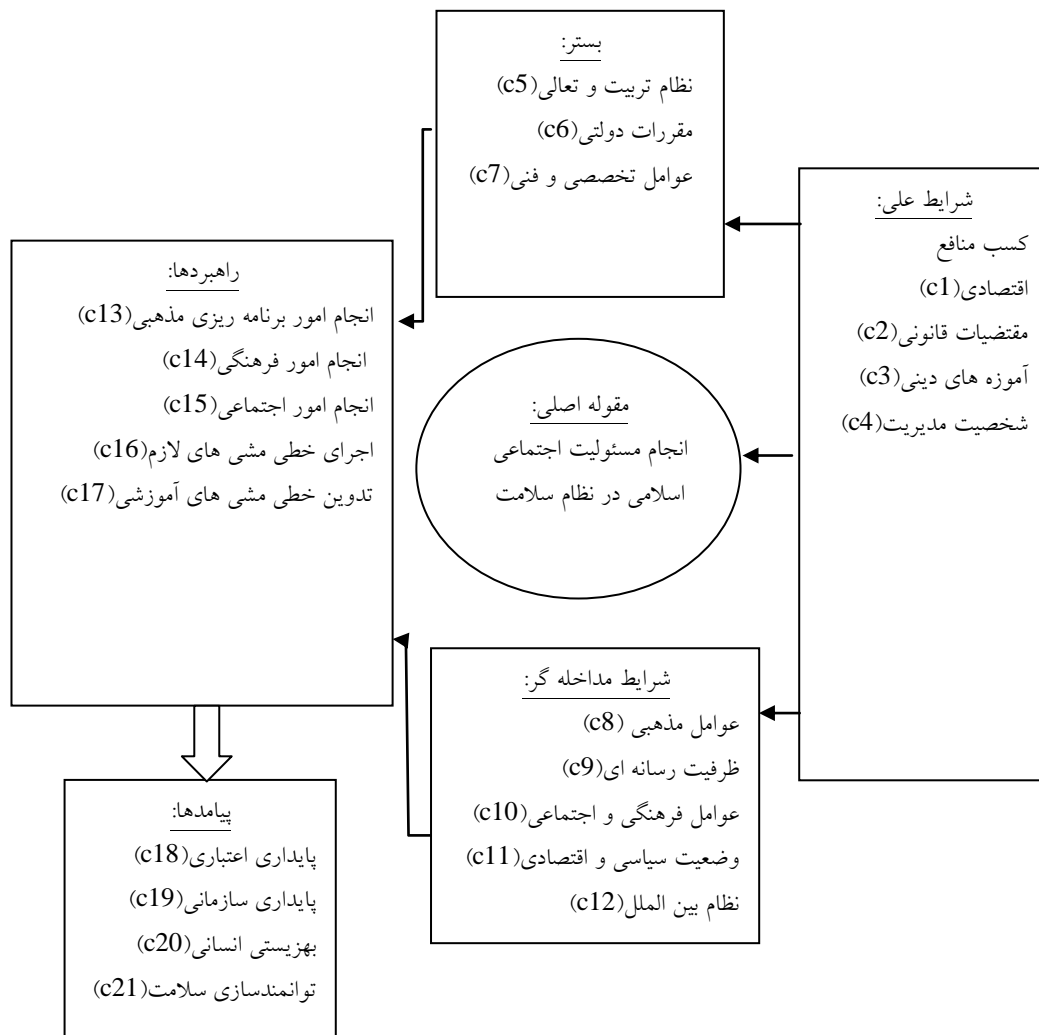 بستر:
نظام تربیت و تعالی(c5)
مقررات دولتی(c6)
عوامل تخصصی و فنی(c7)
شرایط علی:
کسب منافع
اقتصادی(c1)
مقتضیات قانونی(c2)
آموزه های دینی(c3)
شخصیت مدیریت(c4)
مقوله اصلی:
انجام مسئولیت اجتماعی
اسلامی در نظام سلامت
راهبردها:
انجام امور برنامه ریزی مذهبی(c13)
انجام امور فرهنگی(c14)
انجام امور اجتماعی(c15)
اجرای خطی مشی های لازم(c16)
تدوین خطی مشی های آموزشی(c17)
شرایط مداخله گر:
عوامل مذهبی (c8)
ظرفیت رسانه ای(c9)
عوامل فرهنگی و اجتماعی(c10)
وضعیت سیاسی و اقتصادی(c11)
نظام بین الملل(c12)
پیامدها:
پایداری اعتباری(c18)
پایداری سازمانی(c19)
بهزیستی انسانی(c20)
توانمندسازی سلامت(c21)